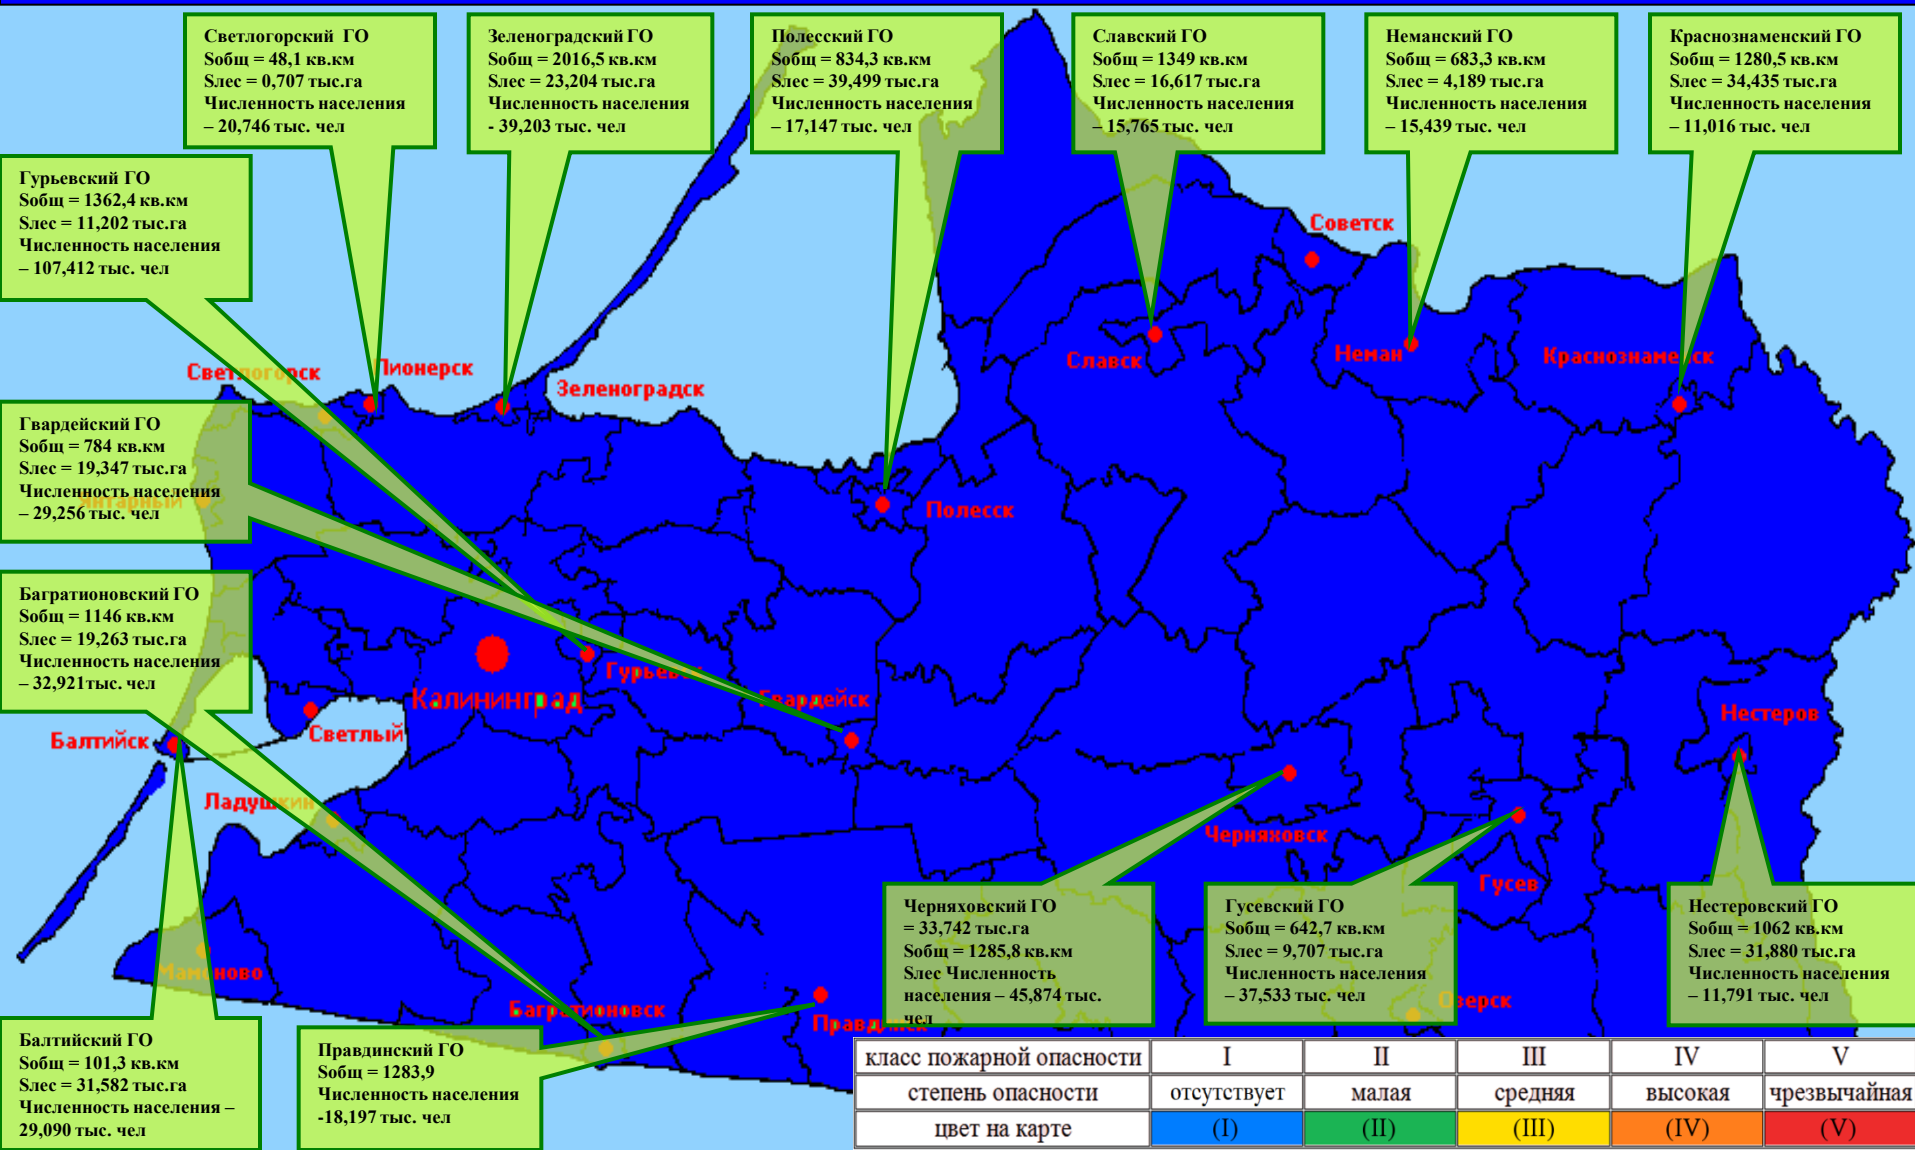 Светлогорский ГО
Sобщ = 48,1 кв.км
Sлес = 0,707 тыс.га
Численность населения
– 20,746 тыс. чел
Зеленоградский ГО
Sобщ = 2016,5 кв.км
Sлес = 23,204 тыс.га
Численность населения
- 39,203 тыс. чел
Полесский ГО
Sобщ = 834,3 кв.км
Sлес = 39,499 тыс.га
Численность населения
– 17,147 тыс. чел
Славский ГО
Sобщ = 1349 кв.км
Sлес = 16,617 тыс.га
Численность населения
– 15,765 тыс. чел
Неманский ГО
Sобщ = 683,3 кв.км
Sлес = 4,189 тыс.га
Численность населения
– 15,439 тыс. чел
Краснознаменский ГО
Sобщ = 1280,5 кв.км
Sлес = 34,435 тыс.га
Численность населения
– 11,016 тыс. чел
Гурьевский ГО
Sобщ = 1362,4 кв.км
Sлес = 11,202 тыс.га
Численность населения
– 107,412 тыс. чел
Советск
Славск
Неман
Краснознаменск
Светлогорск
Пионерск
Зеленоградск
Гвардейский ГО
Sобщ = 784 кв.км
Sлес = 19,347 тыс.га
Численность населения
– 29,256 тыс. чел
Янтарный
Полесск
Багратионовский ГО
Sобщ = 1146 кв.км
Sлес = 19,263 тыс.га
Численность населения
– 32,921тыс. чел
Гурьевск
Калининград
Гвардейск
Нестеров
Балтийск
Светлый
Ладушкин
Черняховск
Гусев
Мамоново
Багратионовск
Правдинск
Озерск
Черняховский ГО
= 33,742 тыс.га
Sобщ = 1285,8 кв.км
Sлес Численность
населения – 45,874 тыс.
чел
Гусевский ГО
Sобщ = 642,7 кв.км
Sлес = 9,707 тыс.га
Численность населения
– 37,533 тыс. чел
Нестеровский ГО
Sобщ = 1062 кв.км
Sлес = 31,880 тыс.га
Численность населения
– 11,791 тыс. чел
Балтийский ГО
Sобщ = 101,3 кв.км
Sлес = 31,582 тыс.га
Численность населения –
29,090 тыс. чел
Правдинский ГО
Sобщ = 1283,9
Численность населения
-18,197 тыс. чел
класс пожарной опасности I II III IV V
степень опасности отсутствует малая средняя высокая чрезвычайная
цвет на карте (I) (II) (III) (IV) (V)